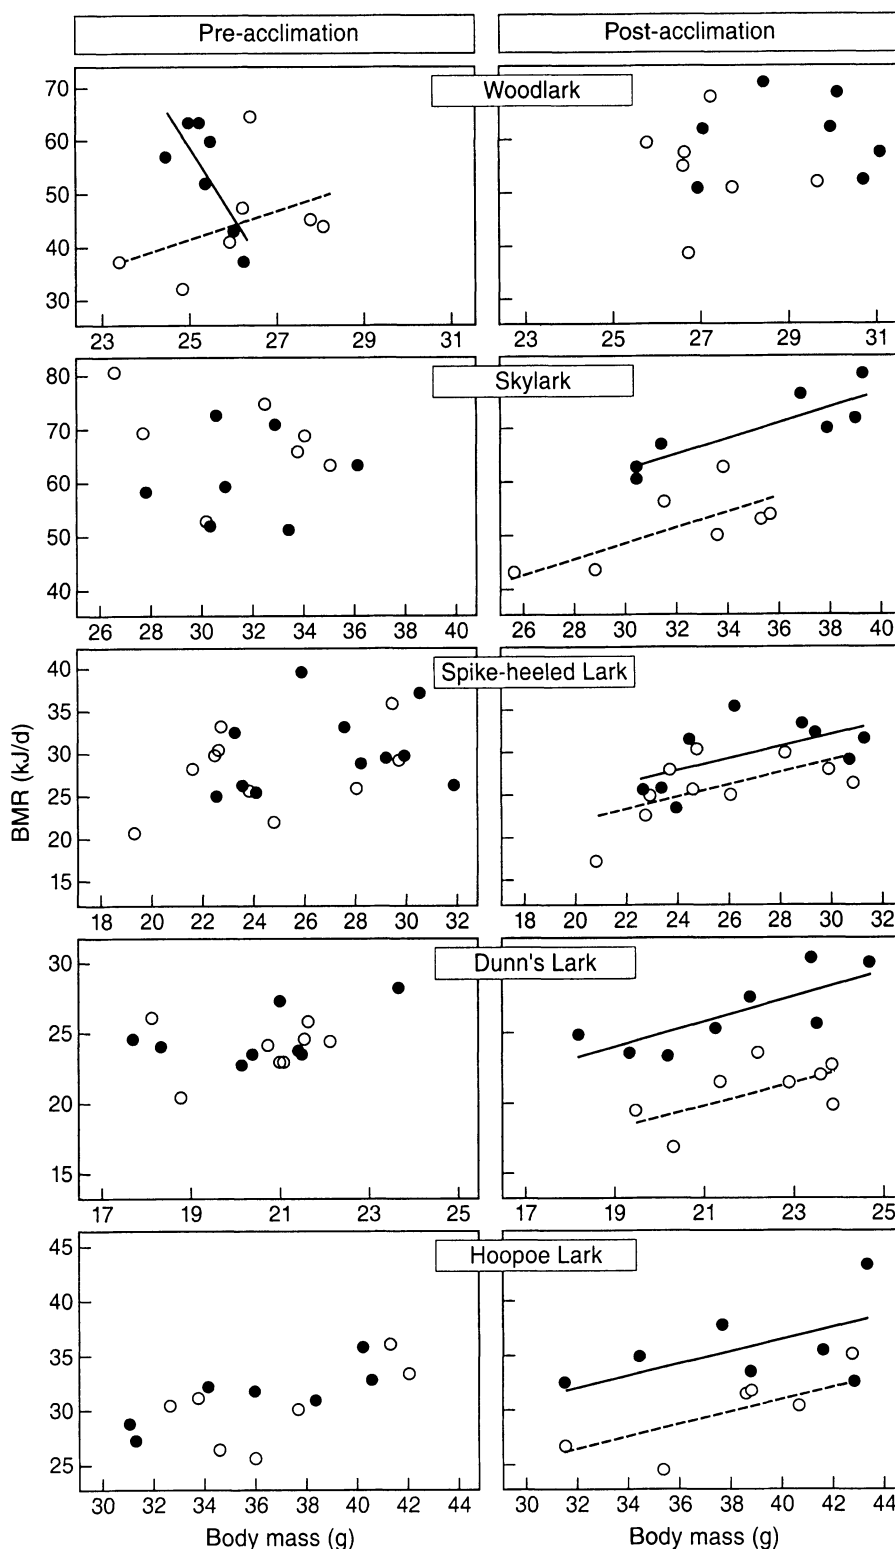 Pre-acclimation Post-acclimation
Woodlark
70
60
50
40
30
23 25 27 29 31 23 25 27 29 31
Skylark
80
70
60
50
40
26 28 30 32 34 36 38 40 26 28 30 32 34 36 38 40
Spike-heeled Lark
40
35
30
25
20
15
BMR (kJ/d)
18 20 22 24 26 28 30 32 18 20 22 24 26 28 30 32
Dunn's Lark
30
25
20
15
17 19 21 23 25 17 19 21 23 25
Hoopoe Lark
45
40
35
30
25
30 32 34 36 38 40 42 44 30 32 34 36 38 40 42 44
Body mass (g) Body mass (g)